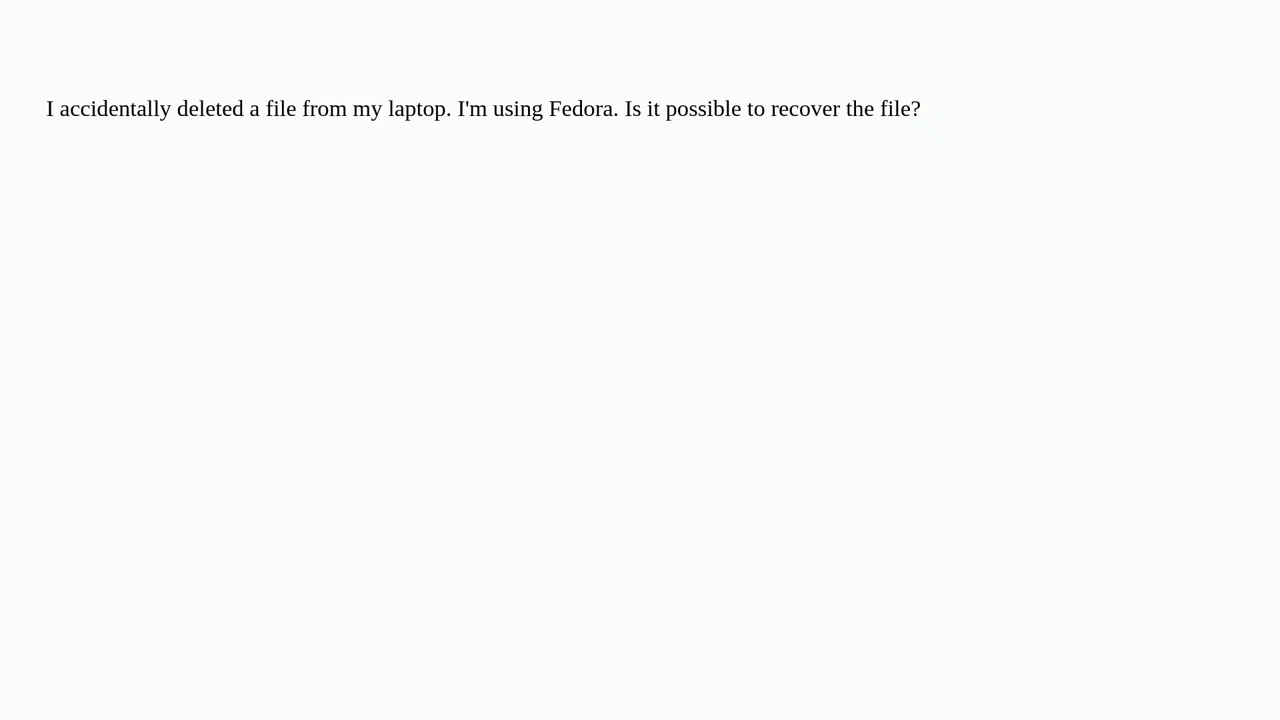 I accidentally deleted a file from my laptop. I'm using Fedora. Is it possible to recover the file?